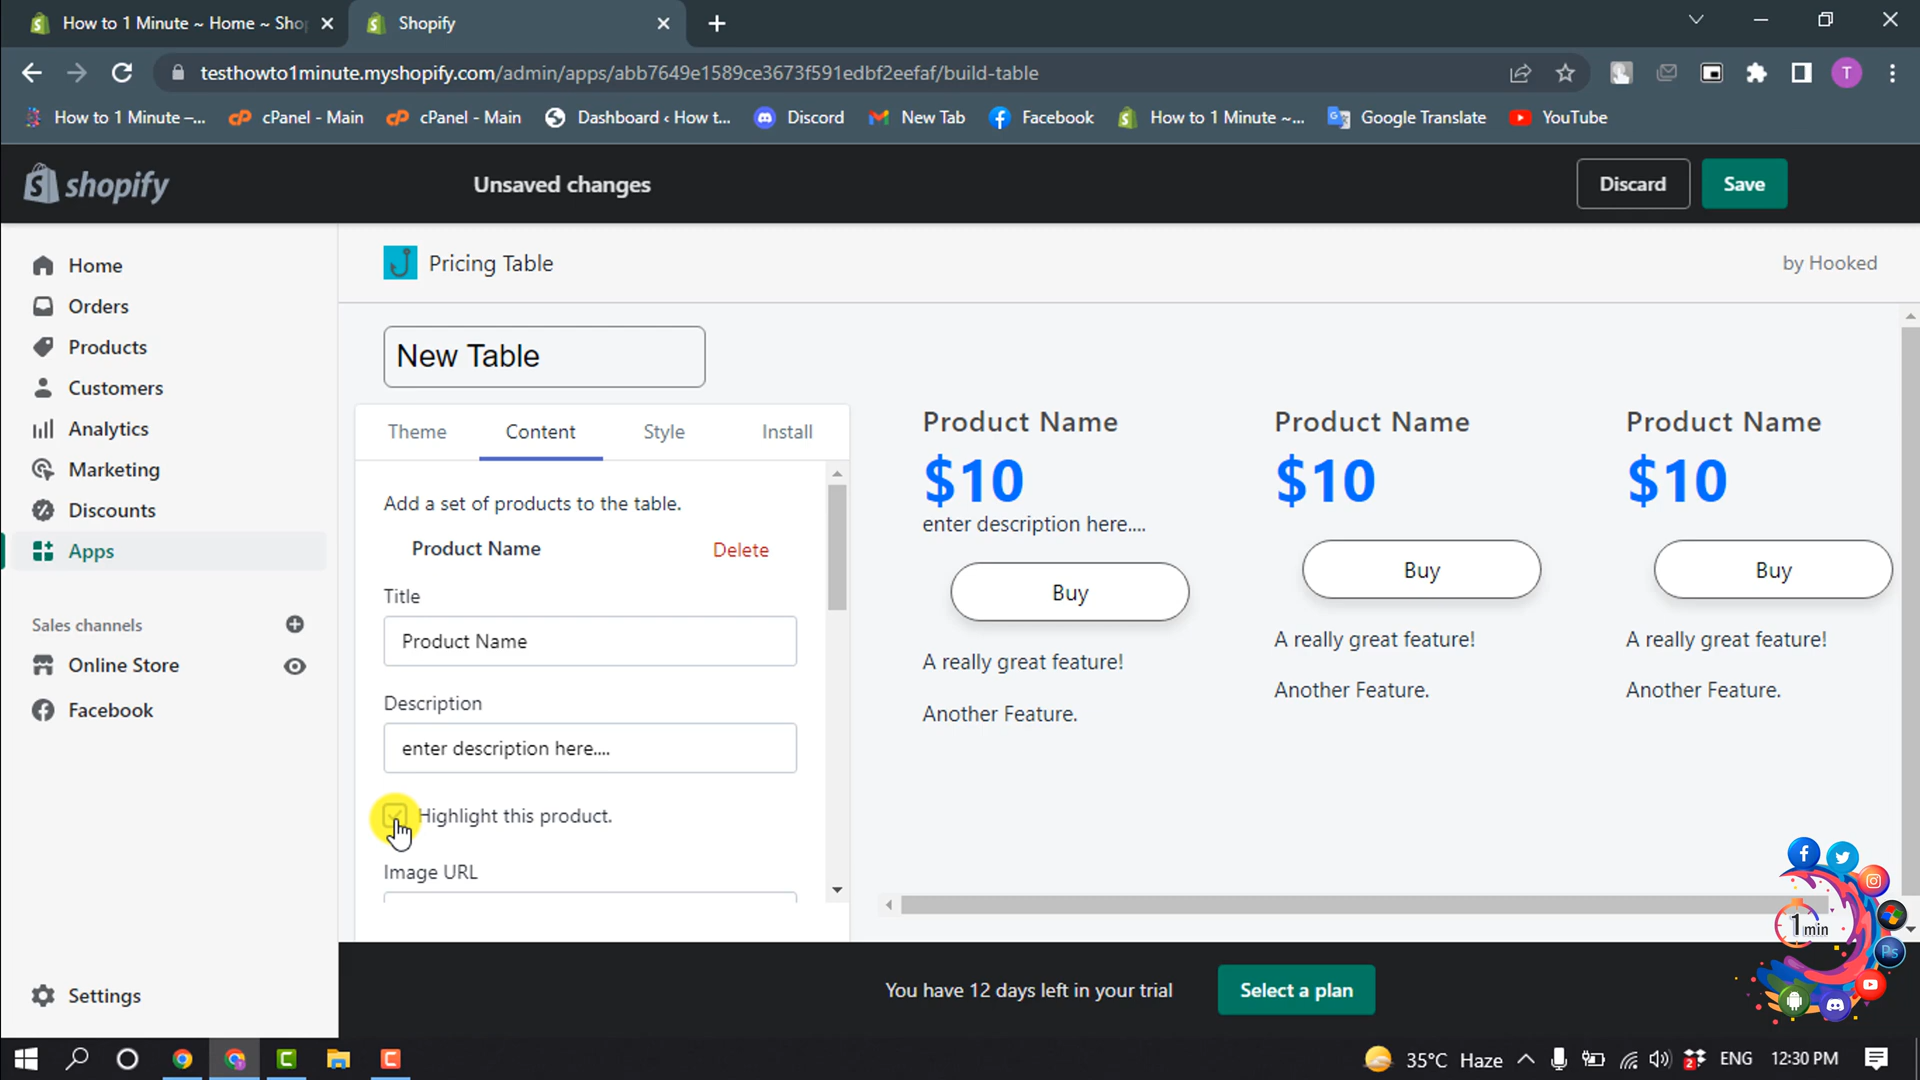 How to 1 Minute ~ Home ~ Sho
Shopify
testhowto1minute.myshopify.com/admin/apps/abb7649e1589ce3673f591edbf2eefaf/build-table
T
How to 1 Minute –...
cPanel - Main
cPanel - Main
Dashboard ‹ How t...
Discord
New Tab
Facebook
How to 1 Minute ~...
Google Translate
YouTube
shopify
Unsaved changes
Discard
Save
Home
Orders
Products
Customers
Analytics
Marketing
Discounts
Apps
Sales channels
Online Store
Facebook
Settings
Pricing Table
by Hooked
New Table
Theme
Content
Style
Install
Add a set of products to the table.
Product Name
Delete
Title
Product Name
Description
enter description here....
Highlight this product.
Image URL
Product Name
$10
enter description here....
Buy
A really great feature!
Another Feature.
Product Name
$10
Buy
A really great feature!
Another Feature.
Product Name
$10
Buy
A really great feature!
Another Feature.
1 min
Ps
You have 12 days left in your trial
Select a plan
35°C Haze
2
ENG
12:30 PM